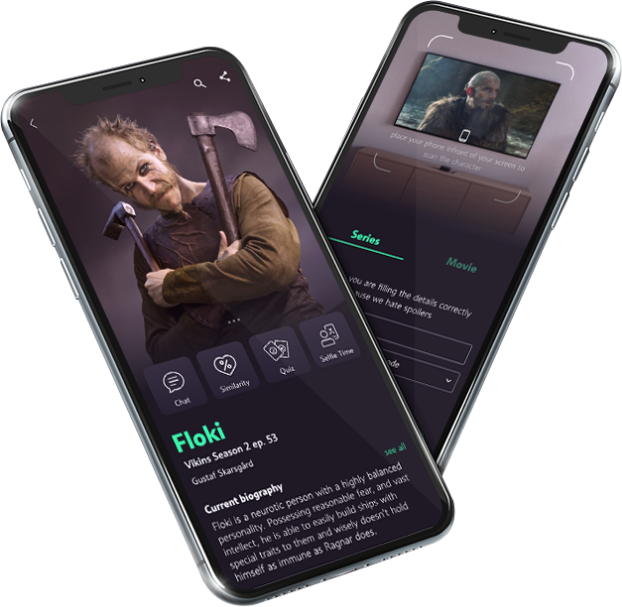 Chat
Similarity
Quiz
Selfie Time
Floki
Vikins Season 2 ep. 53
Gustaf Skarsgård
see all
Current biography
Floki is a neurotic person with a highly balanced
personality. Possessing reasonable fear, and vast
intellect, he is able to easily build ships with
special traits to them and wisely doesn't hold
himself as immune as Ragnar does.
place your phone infront of your screen to
scan the character
Series
Movie
you are filling the details correctly
use we hate spoilers